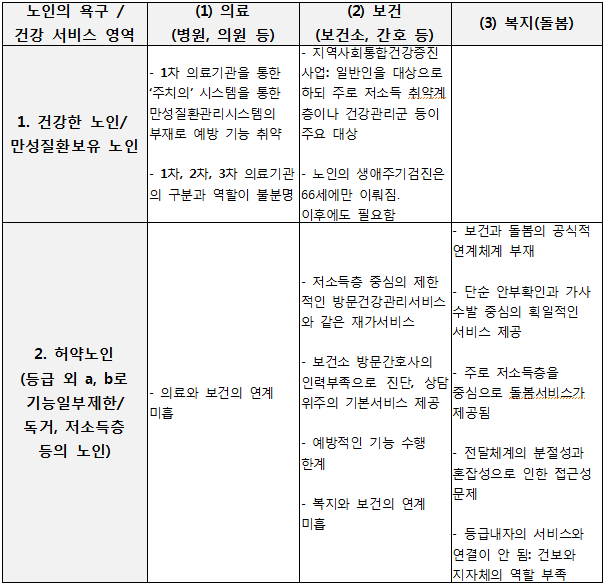 노인의 욕구 /
건강 서비스 영역
(1) 의료
(병원, 의원 등)
(2) 보건
(보건소, 간호 등)
(3) 복지(돌봄)
1. 건강한 노인/
만성질환보유 노인
- 1차 의료기관을 통한
‘주치의’ 시스템을 통한
만성질환관리시스템의
부재로 예방 기능 취약
- 1차, 2차, 3차 의료기관
의 구분과 역할이 불분명
- 지역사회통합건강증진
사업: 일반인을 대상으로
하되 주로 저소득 취약계
층이나 건강관리군 등이
주요 대상
- 노인의 생애주기검진은
66세에만 이뤄짐.
이후에도 필요함
2. 허약노인
(등급 외 a, b로
기능일부제한/
독거, 저소득층
등의 노인)
- 의료와 보건의 연계
미흡
- 저소득층 중심의 제한
적인 방문건강관리서비스
와 같은 재가서비스
- 보건소 방문간호사의
인력부족으로 진단, 상담
위주의 기본서비스 제공
- 예방적인 기능 수행
한계
- 복지와 보건의 연계
미흡
- 보건과 돌봄의 공식적
연계체계 부재
- 단순 안부확인과 가사
수발 중심의 획일적인
서비스 제공
- 주로 저소득층을
중심으로 돌봄서비스가
제공됨
- 전달체계의 분절성과
혼잡성으로 인한 접근성
문제
- 등급내자의 서비스와
연결이 안 됨: 건보와
지자체의 역할 부족